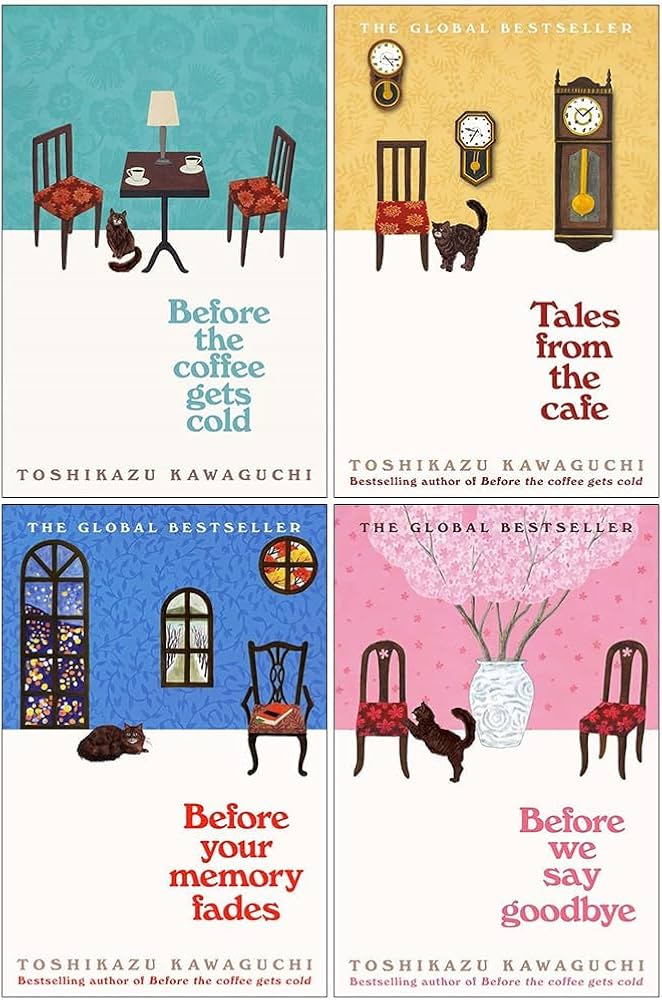 Before
the
coffee
gets
cold
TOSHIKAZU KAWAGUCHI
THE GLOBAL BESTSELLER
Tales
from
the
cafe
TOSHIKAZU KAWAGUCHI
Bestselling author of Before the coffee gets cold
THE GLOBAL BESTSELLER
Before
your
memory
fades
TOSHIKAZU KAWAGUCHI
Bestselling author of Before the coffee gets cold
THE GLOBAL BESTSELLER
Before
we
say
goodbye
TOSHIKAZU KAWAGUCHI
Bestselling author of Before the coffee gets cold